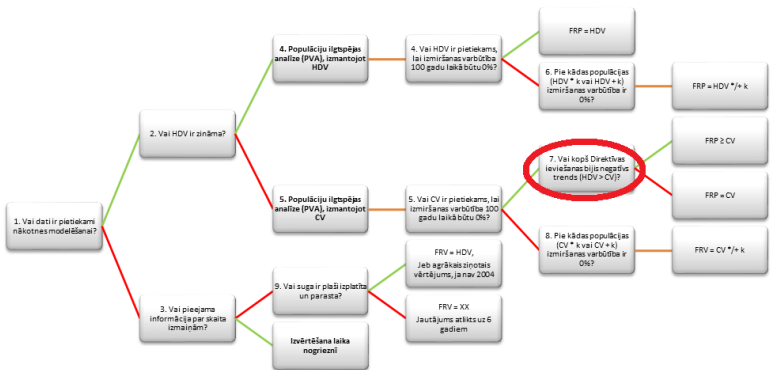 1. Vai dati ir pietiekami
nākotnes modelēšanai?
2. Vai HDV ir zināma?
3. Vai pieejama
informācija par skaita
izmaiņām?
4. Populāciju ilgtspējas
analīze (PVA), izmantojot
HDV
5. Populāciju ilgtspējas
analīze (PVA), izmantojot
CV
9. Vai suga ir plaši izplatīta
un parasta?
Izvērtēšana laika
nogrieznī
4. Vai HDV ir pietiekams,
lai izmiršanas varbūtība
100 gadu laikā būtu 0%?
5. Vai CV ir pietiekams, lai
izmiršanas varbūtība 100
gadu laikā būtu 0%?
FRV = HDV,
Jeb agrākais ziņotais
vērtējums, ja nav 2004
FRV = XX
Jautājums atlikts uz 6
gadiem
FRP = HDV
6. Pie kādas populācijas
(HDV * k vai HDV + k)
izmiršanas varbūtība ir
0%?
7. Vai kopš Direktīvas
ieviešanas bijis negatīvs
trends (HDV > CV)?
8. Pie kādas populācijas
(CV * k vai CV + k)
izmiršanas varbūtība ir
0%?
FRP = HDV */+ k
FRP ≥ CV
FRP = CV
FRV = CV */+ k